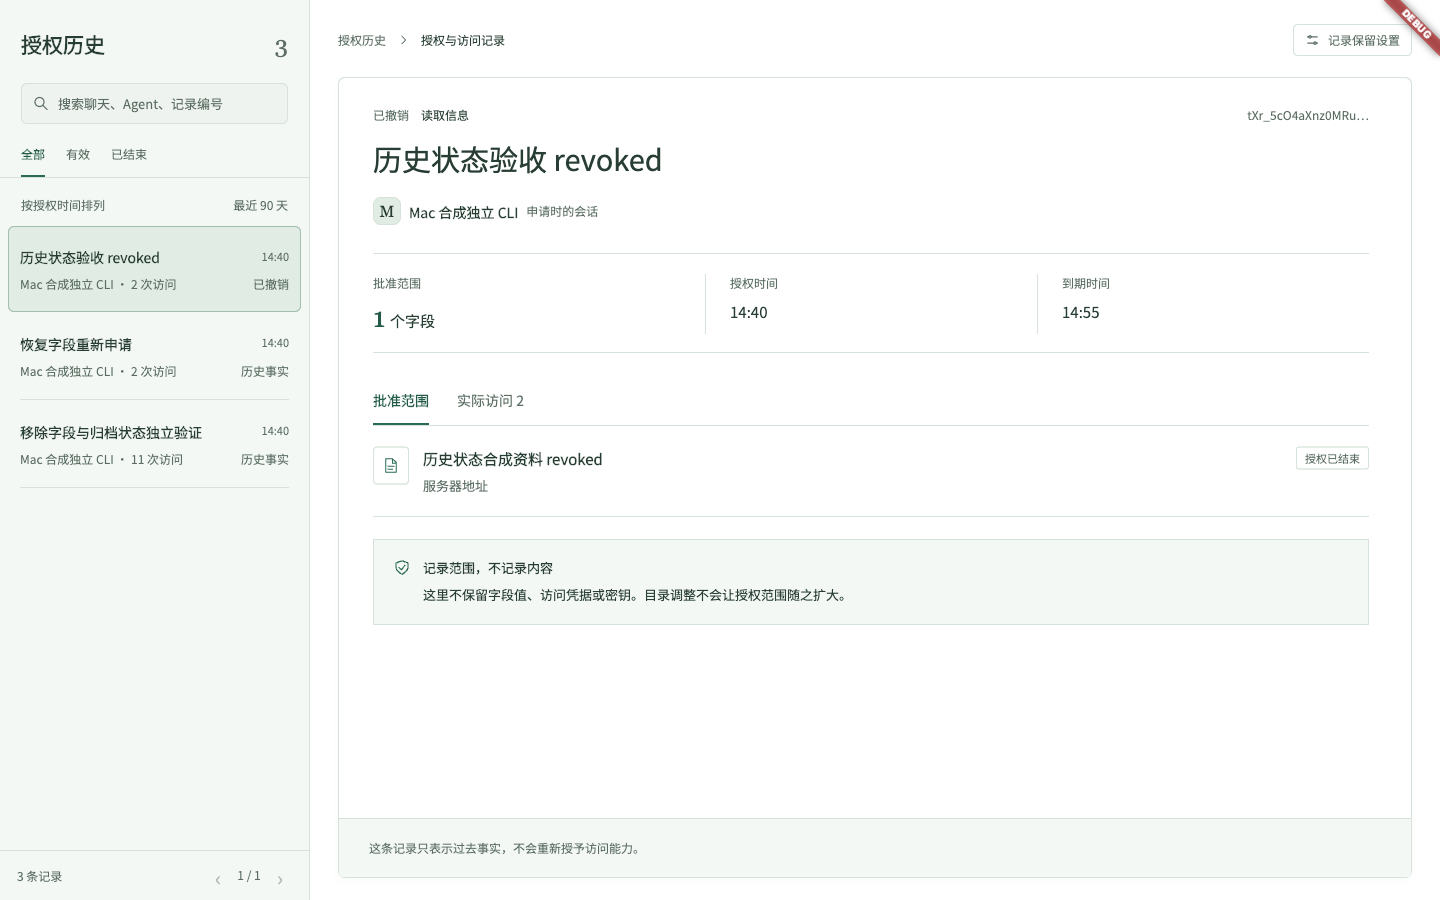 授权历史
3
搜索聊天、Agent、记录编号
全部 有效 已结束
按授权时间排列 最近 90 天
历史状态验收 revoked 14:40
Mac 合成独立 CLI · 2 次访问 已撤销
恢复字段重新申请 14:40
Mac 合成独立 CLI · 2 次访问 历史事实
移除字段与归档状态独立验证 14:40
Mac 合成独立 CLI · 11 次访问 历史事实
3 条记录 ‹ 1 / 1 ›
授权历史 > 授权与访问记录
记录保留设置
DEBUG
已撤销 读取信息 tXr_5cO4aXnz0MRu…
历史状态验收 revoked
M Mac 合成独立 CLI 申请时的会话
批准范围 授权时间 到期时间
1 个字段 14:40 14:55
批准范围 实际访问 2
历史状态合成资料 revoked 授权已结束
服务器地址
记录范围，不记录内容
这里不保留字段值、访问凭据或密钥。目录调整不会让授权范围随之扩大。
这条记录只表示过去事实，不会重新授予访问能力。